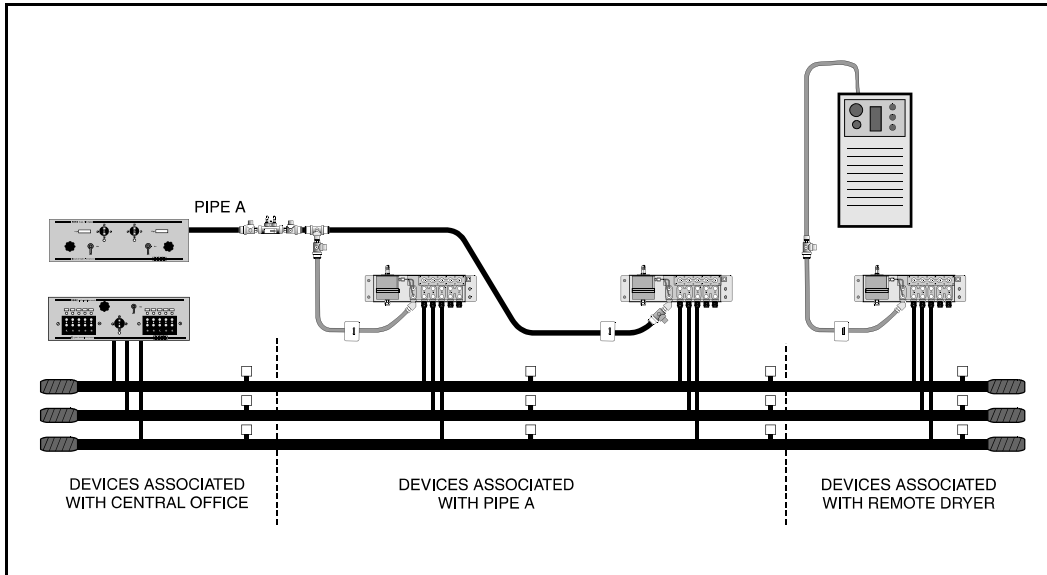 PIPE A
DEVICES ASSOCIATED
WITH CENTRAL OFFICE
DEVICES ASSOCIATED
WITH PIPE A
DEVICES ASSOCIATED
WITH REMOTE DRYER